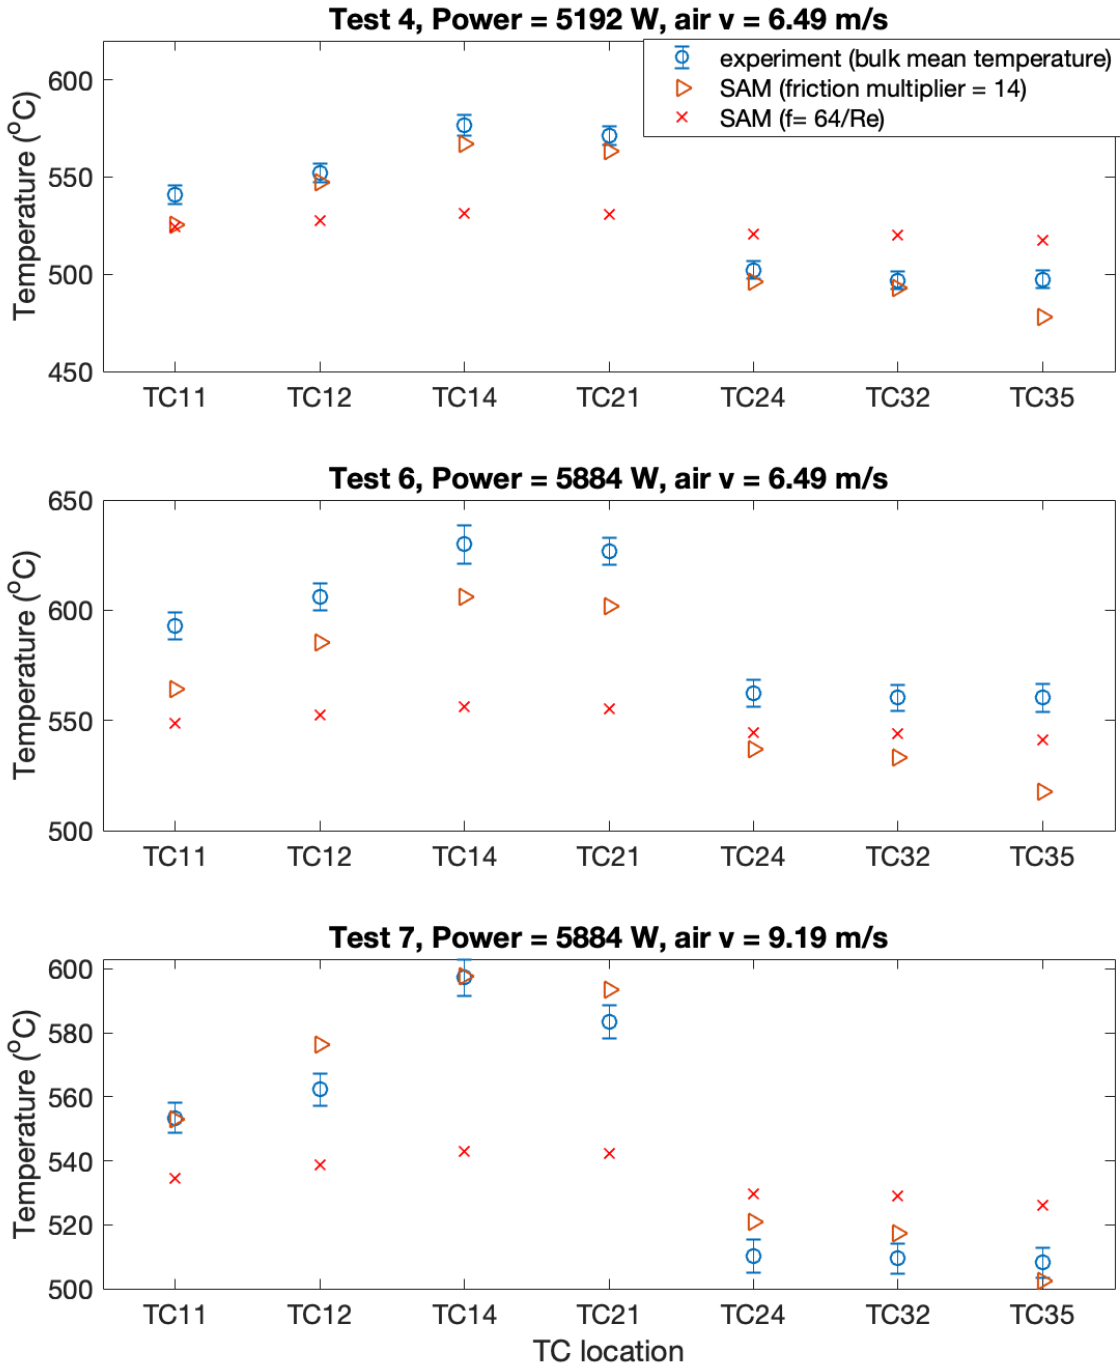 Test 4, Power = 5192 W, air v = 6.49 m/s
experiment (bulk mean temperature)
SAM (friction multiplier = 14)
SAM (f= 64/Re)
Temperature (°C)
600
550
500
450
TC11 TC12 TC14 TC21 TC24 TC32 TC35
Test 6, Power = 5884 W, air v = 6.49 m/s
Temperature (°C)
650
600
550
500
TC11 TC12 TC14 TC21 TC24 TC32 TC35
Test 7, Power = 5884 W, air v = 9.19 m/s
Temperature (°C)
600
580
560
540
520
500
TC11 TC12 TC14 TC21 TC24 TC32 TC35
TC location